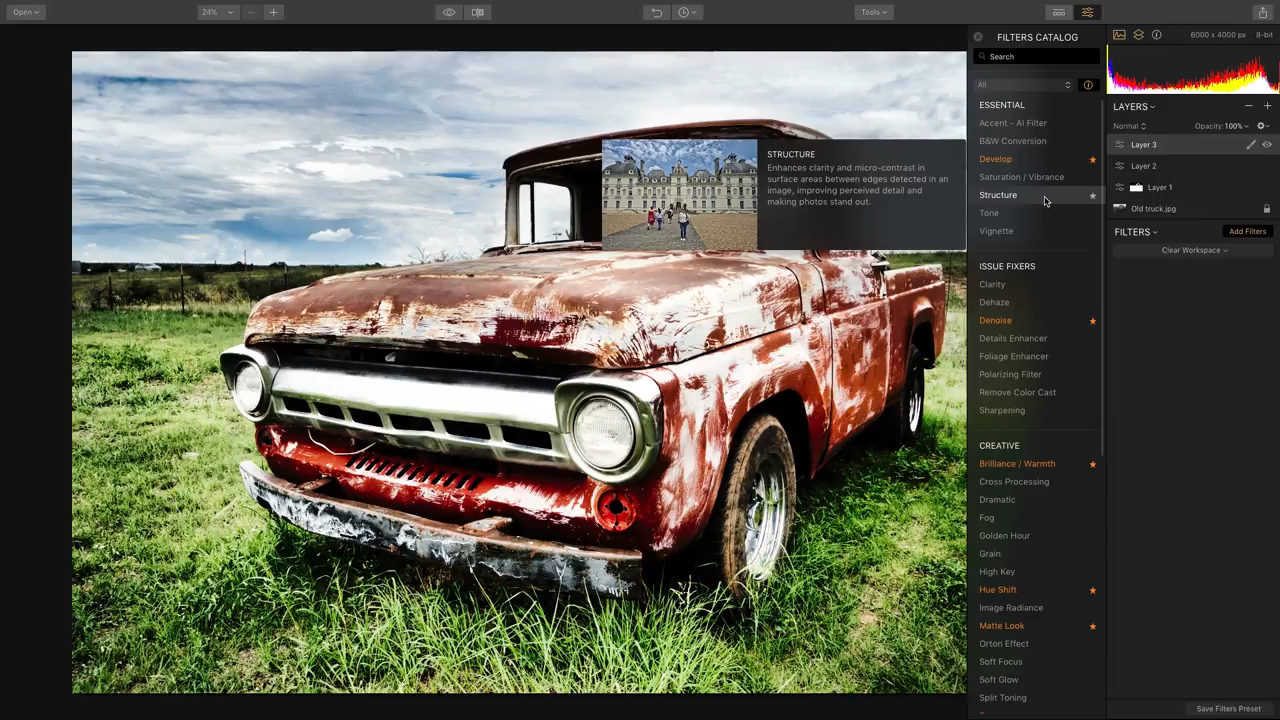 Open
24%
Tools
FILTERS CATALOG
6000 x 4000 px 8-bit
Search
All
ESSENTIAL
Accent - AI Filter
B&W Conversion
Develop
Saturation / Vibrance
Structure
Tone
Vignette
STRUCTURE
Enhances clarity and micro-contrast in
surface areas between edges detected in an
image, improving perceived detail and
making photos stand out.
ISSUE FIXERS
Clarity
Dehaze
Denoise
Details Enhancer
Foliage Enhancer
Polarizing Filter
Remove Color Cast
Sharpening
CREATIVE
Brilliance / Warmth
Cross Processing
Dramatic
Fog
Golden Hour
Grain
High Key
Hue Shift
Image Radiance
Matte Look
Orton Effect
Soft Focus
Soft Glow
Split Toning
LAYERS
Normal Opacity: 100%
Layer 3
Layer 2
Layer 1
Old truck.jpg
FILTERS Add Filters
Clear Workspace
Save Filters Preset